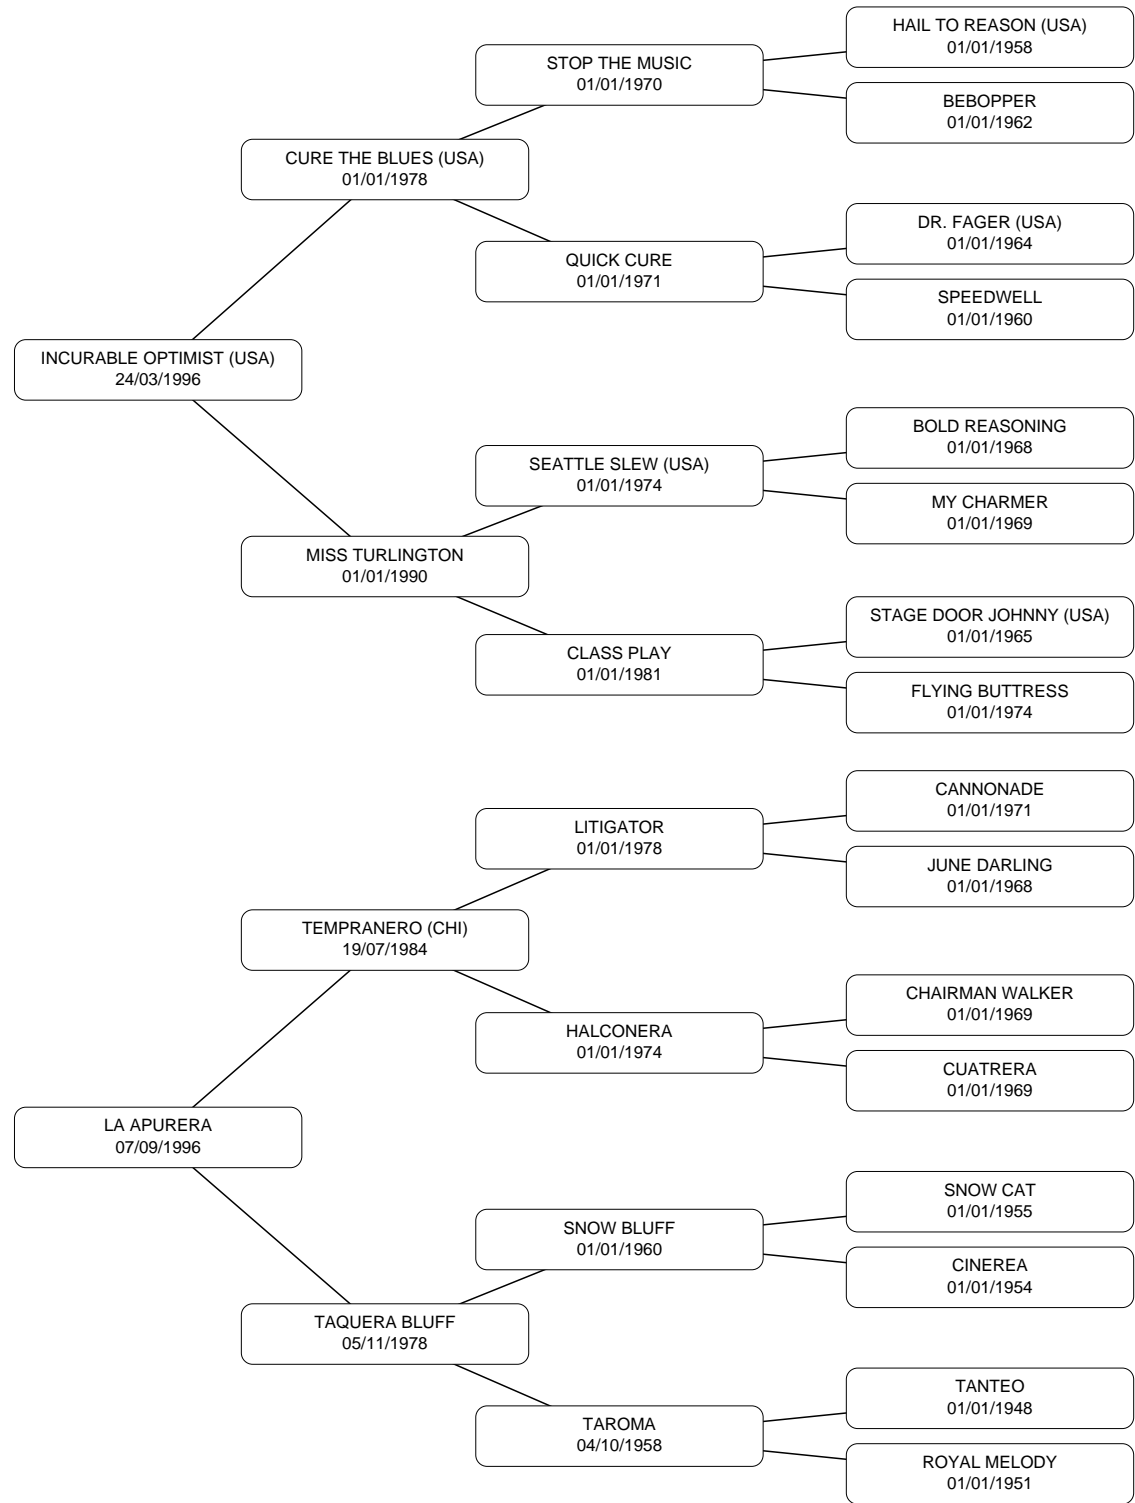 HAIL TO REASON (USA)
01/01/1958
STOP THE MUSIC
01/01/1970
BEBOPPER
01/01/1962
CURE THE BLUES (USA)
01/01/1978
DR. FAGER (USA)
01/01/1964
QUICK CURE
01/01/1971
SPEEDWELL
01/01/1960
INCURABLE OPTIMIST (USA)
24/03/1996
BOLD REASONING
01/01/1968
SEATTLE SLEW (USA)
01/01/1974
MY CHARMER
01/01/1969
MISS TURLINGTON
01/01/1990
STAGE DOOR JOHNNY (USA)
01/01/1965
CLASS PLAY
01/01/1981
FLYING BUTTRESS
01/01/1974
CANNONADE
01/01/1971
LITIGATOR
01/01/1978
JUNE DARLING
01/01/1968
TEMPRANERO (CHI)
19/07/1984
CHAIRMAN WALKER
01/01/1969
HALCONERA
01/01/1974
CUATRERA
01/01/1969
LA APURERA
07/09/1996
SNOW CAT
01/01/1955
SNOW BLUFF
01/01/1960
CINEREA
01/01/1954
TAQUERA BLUFF
05/11/1978
TANTEO
01/01/1948
TAROMA
04/10/1958
ROYAL MELODY
01/01/1951